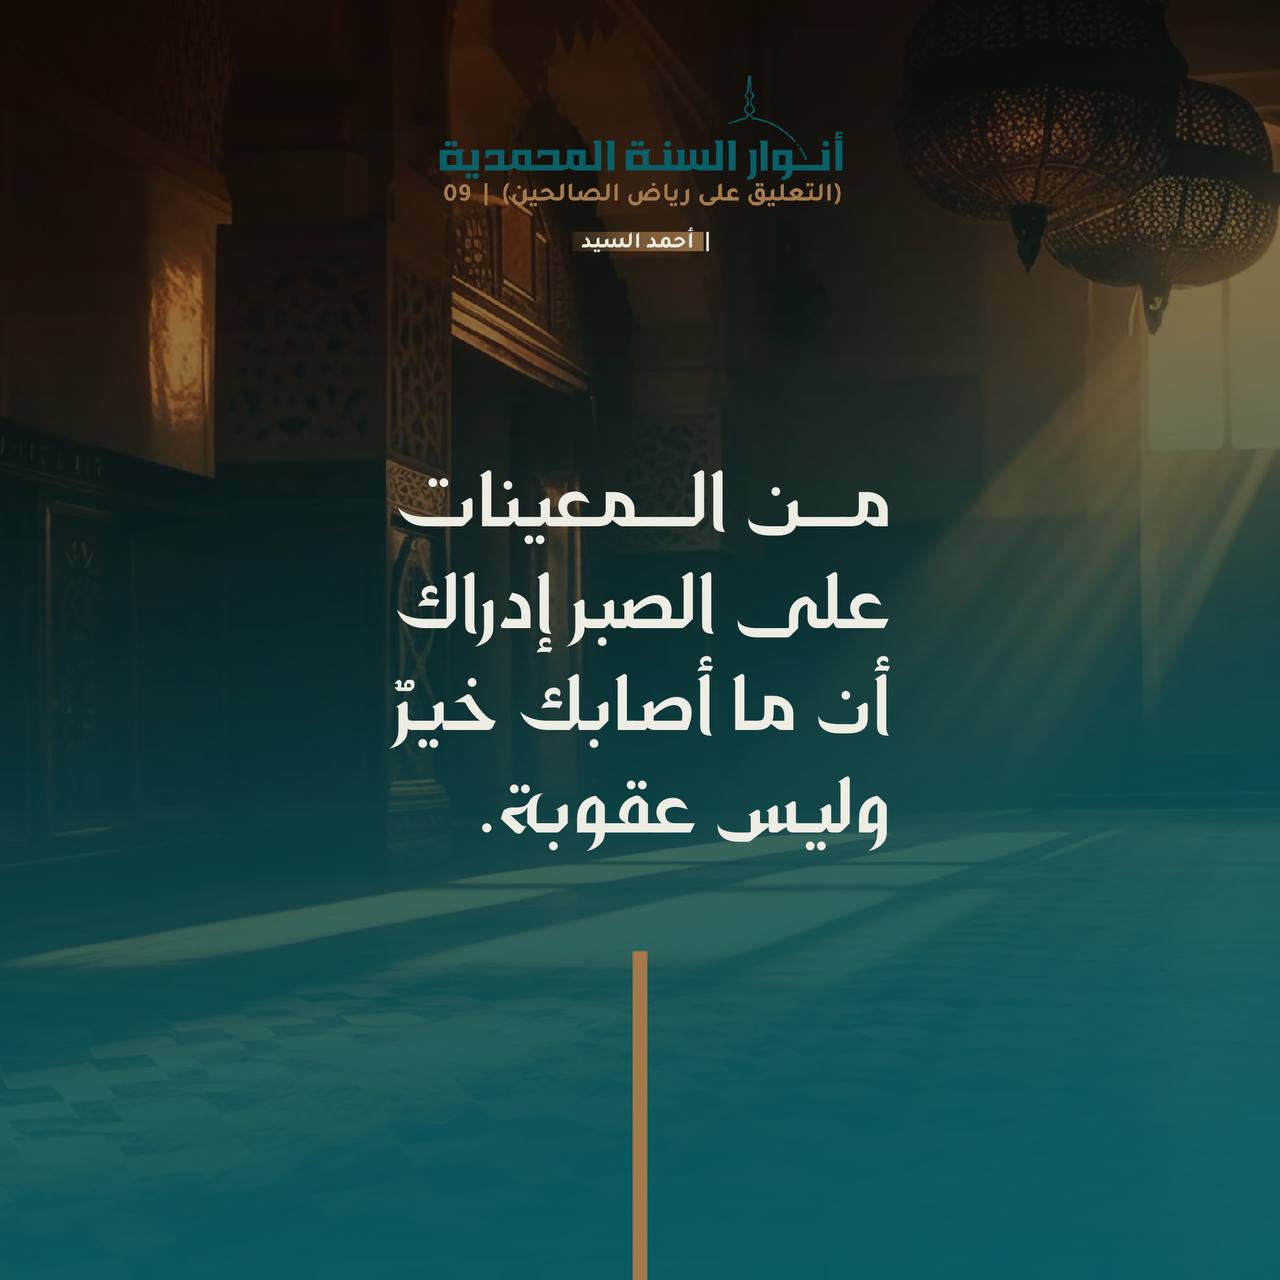 أنوار السنة المحمدية
(التعليق على رياض الصالحين) | 09
| أحمد السيد
من المعينات
على الصبر إدراك
أن ما أصابك خيرٌ
وليس عقوبة.